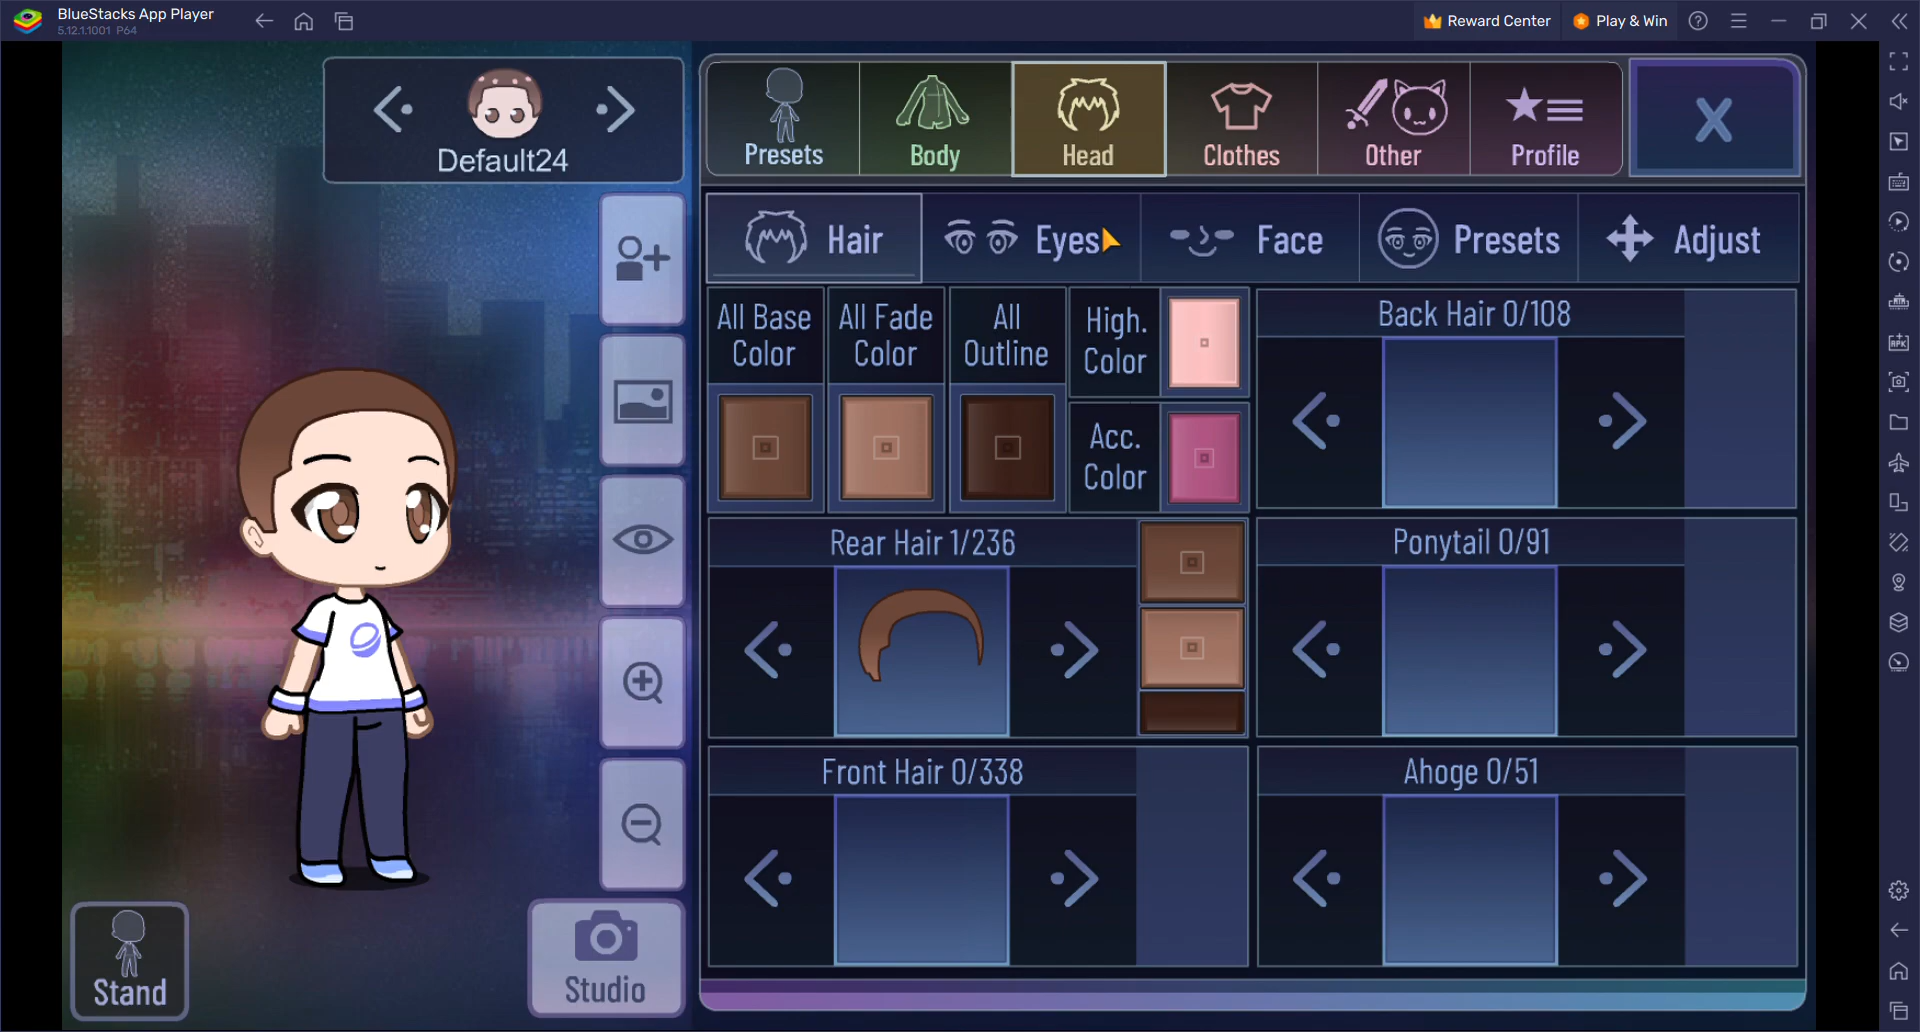 BlueStacks App Player
5.12.1.1001 P64
Reward Center
Play & Win
Default24
Presets
Body
Head
Clothes
Other
Profile
X
Hair
Eyes
Face
Presets
Adjust
All Base
Color
All Fade
Color
All
Outline
High.
Color
Acc.
Color
Back Hair 0/108
Rear Hair 1/236
Ponytail 0/91
Front Hair 0/338
Ahoge 0/51
Stand
Studio
APK